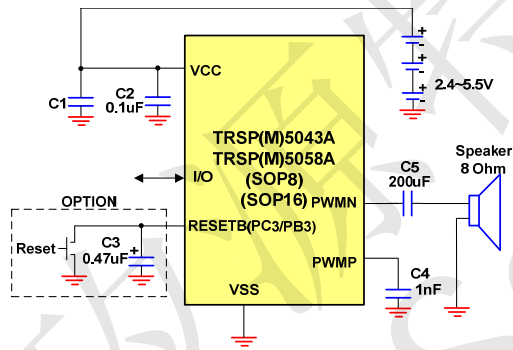 VCC
C1
C2
0.1uF
+
-
+
-
+
-
2.4~5.5V
TRSP(M)5043A
TRSP(M)5058A
(SOP8)
(SOP16)
I/O
OPTION
Reset
C3
0.47uF
+
RESETB(PC3/PB3)
PWMN
C5
200uF
Speaker
8 Ohm
PWMP
C4
1nF
VSS